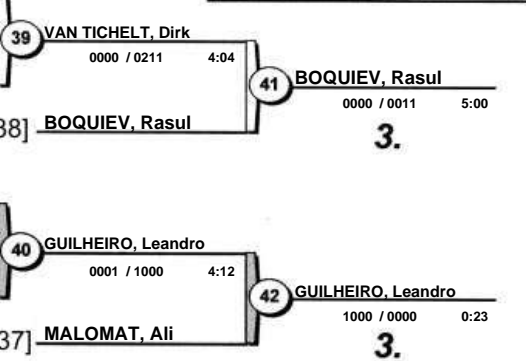 39 VAN TICHELT, Dirk
0000 / 0211 4:04
41 BOQUIEV, Rasul
0000 / 0011 5:00
38] BOQUIEV, Rasul
3.
40 GUILHEIRO, Leandro
0001 / 1000 4:12
42 GUILHEIRO, Leandro
1000 / 0000 0:23
37] MALOMAT, Ali
3.